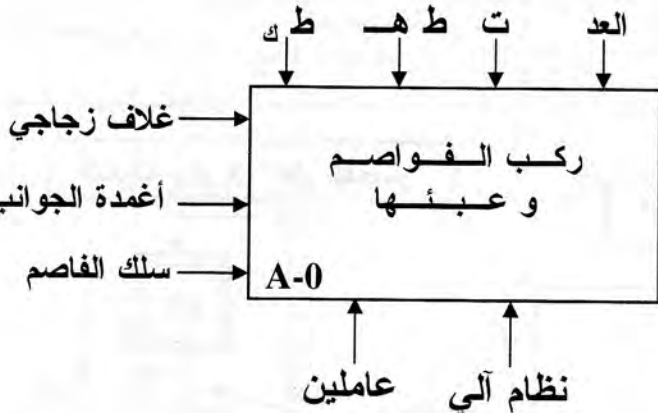 العد ت ط هـ ط ك
غلاف زجاجي
ركب الفواصم
و عبئها
أغمدة الجوانب
سلك الفاصم
A-0
نظام آلي عاملين